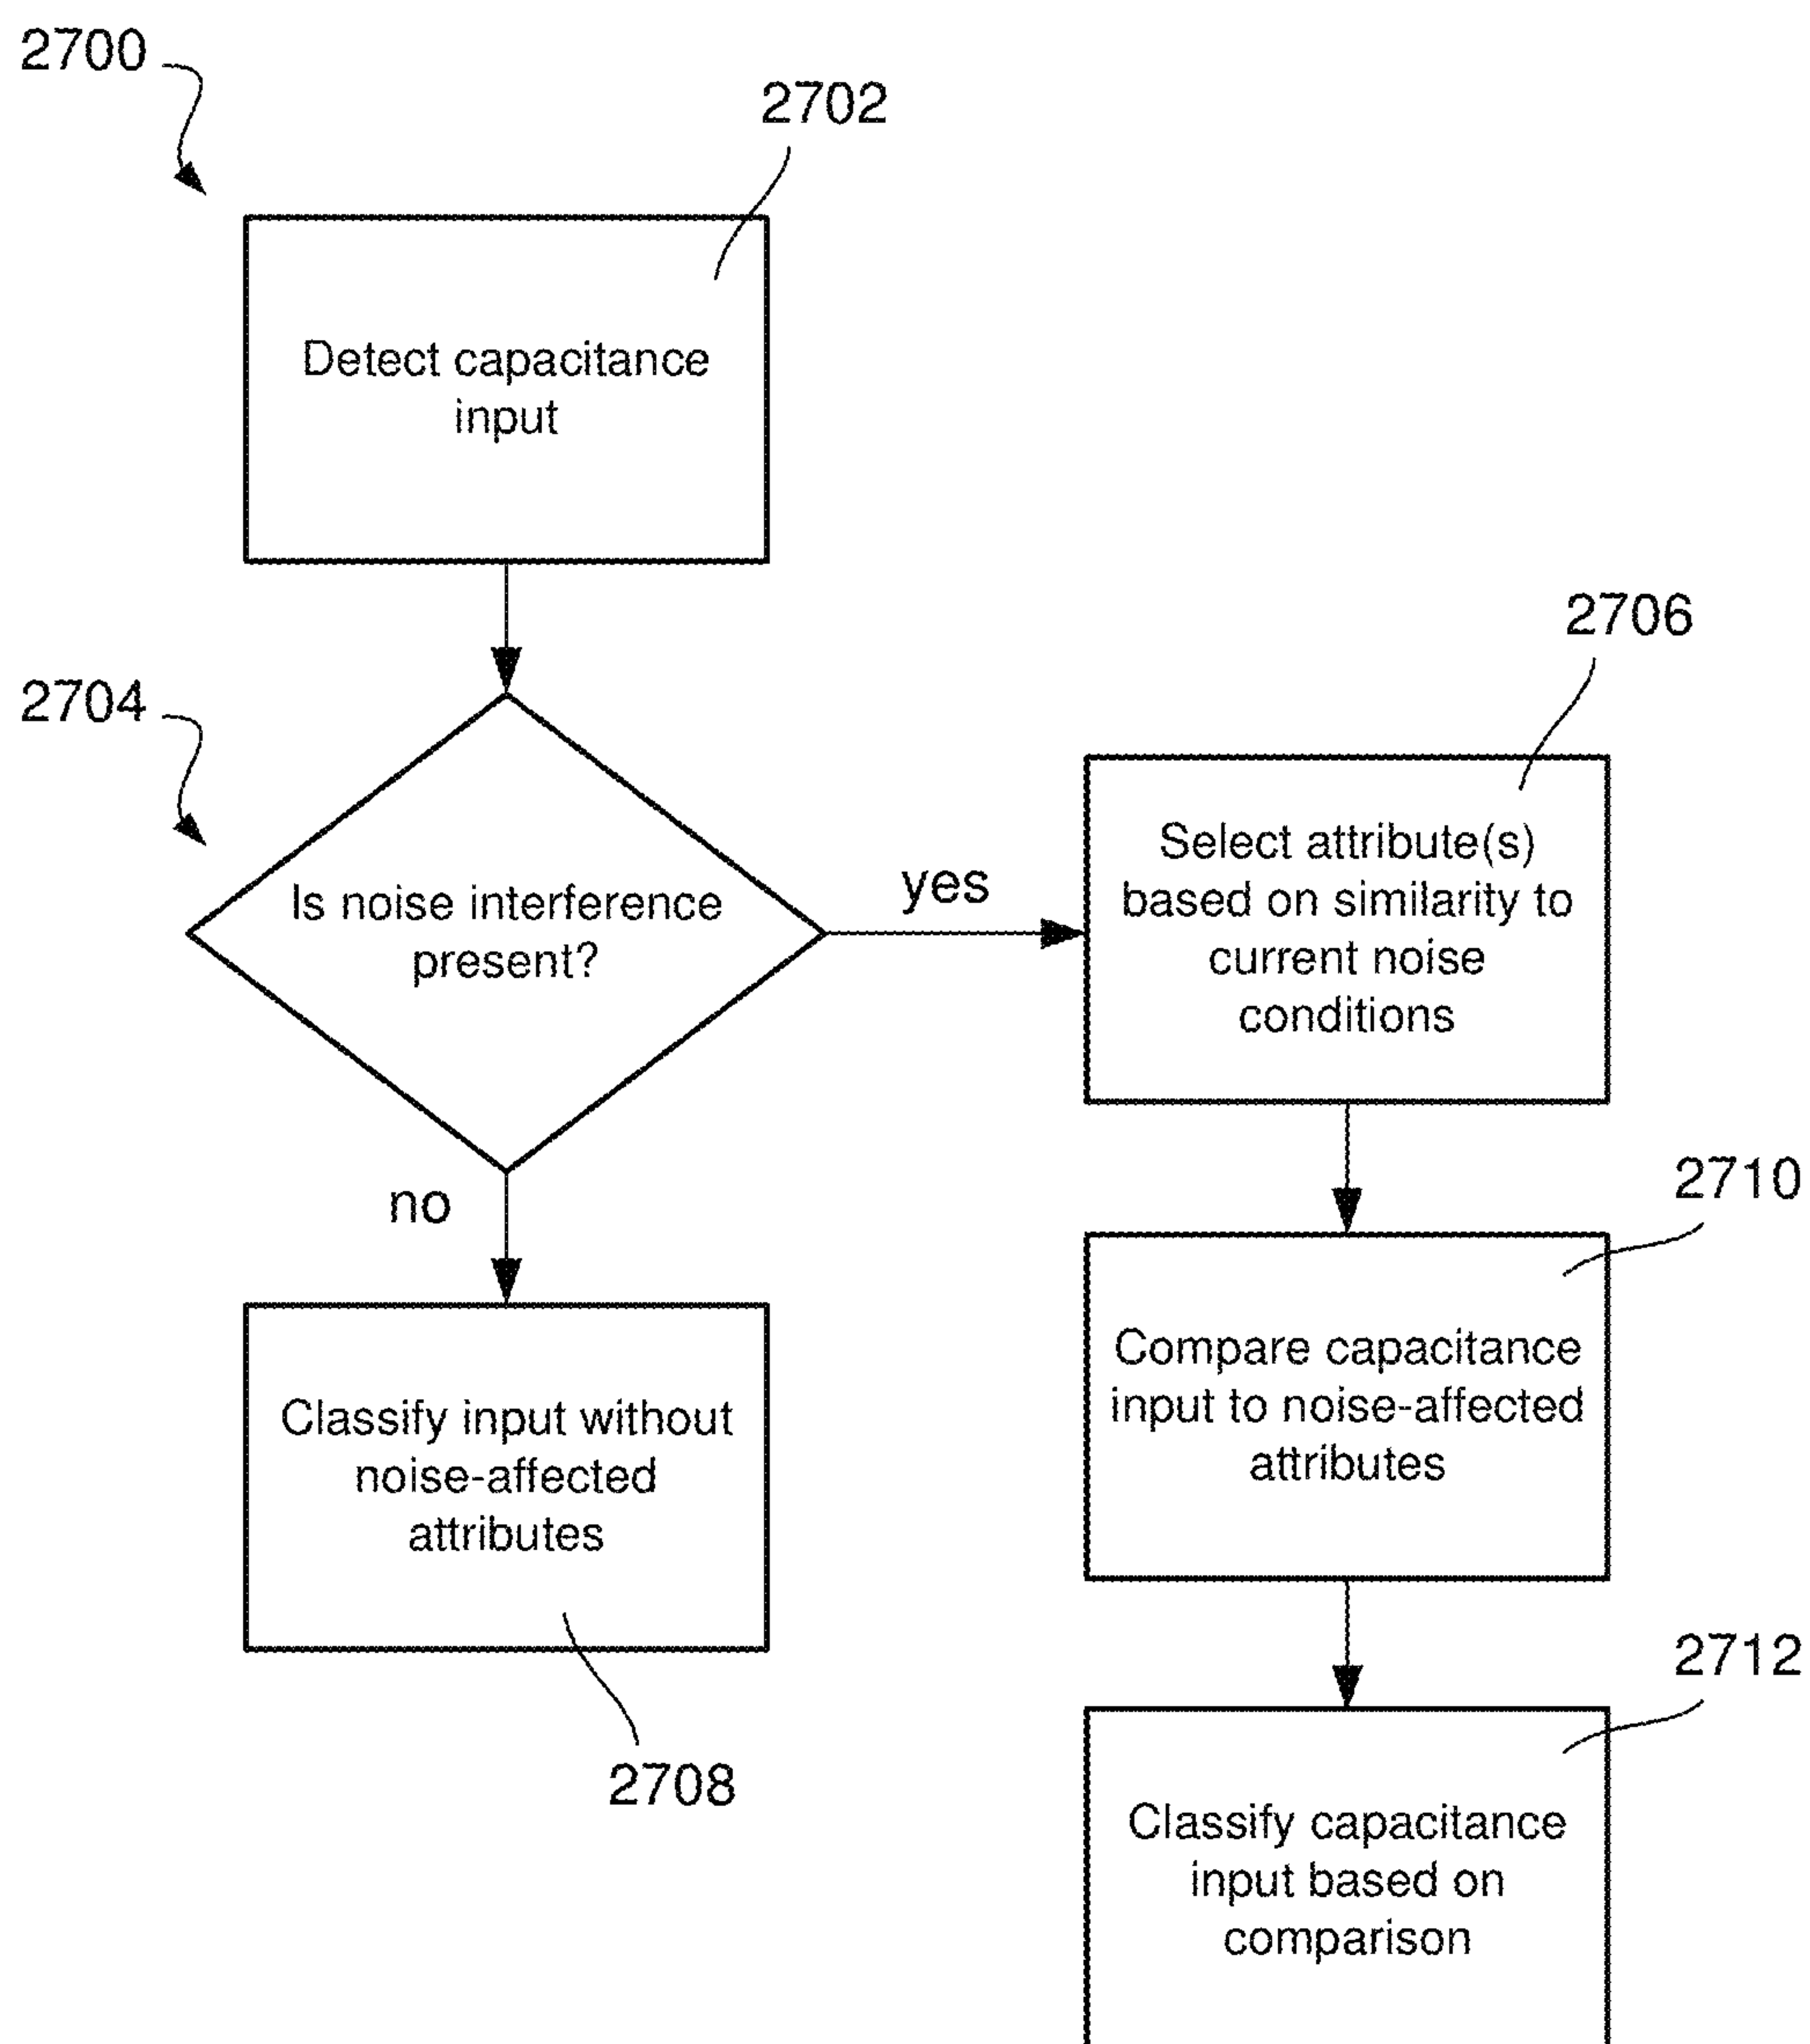 2700
2702
Detect capacitance
input
2704
Is noise interference
present?
yes
no
2706
Select attribute(s)
based on similarity to
current noise
conditions
2708
Classify input without
noise-affected
attributes
2710
Compare capacitance
input to noise-affected
attributes
2712
Classify capacitance
input based on
comparison